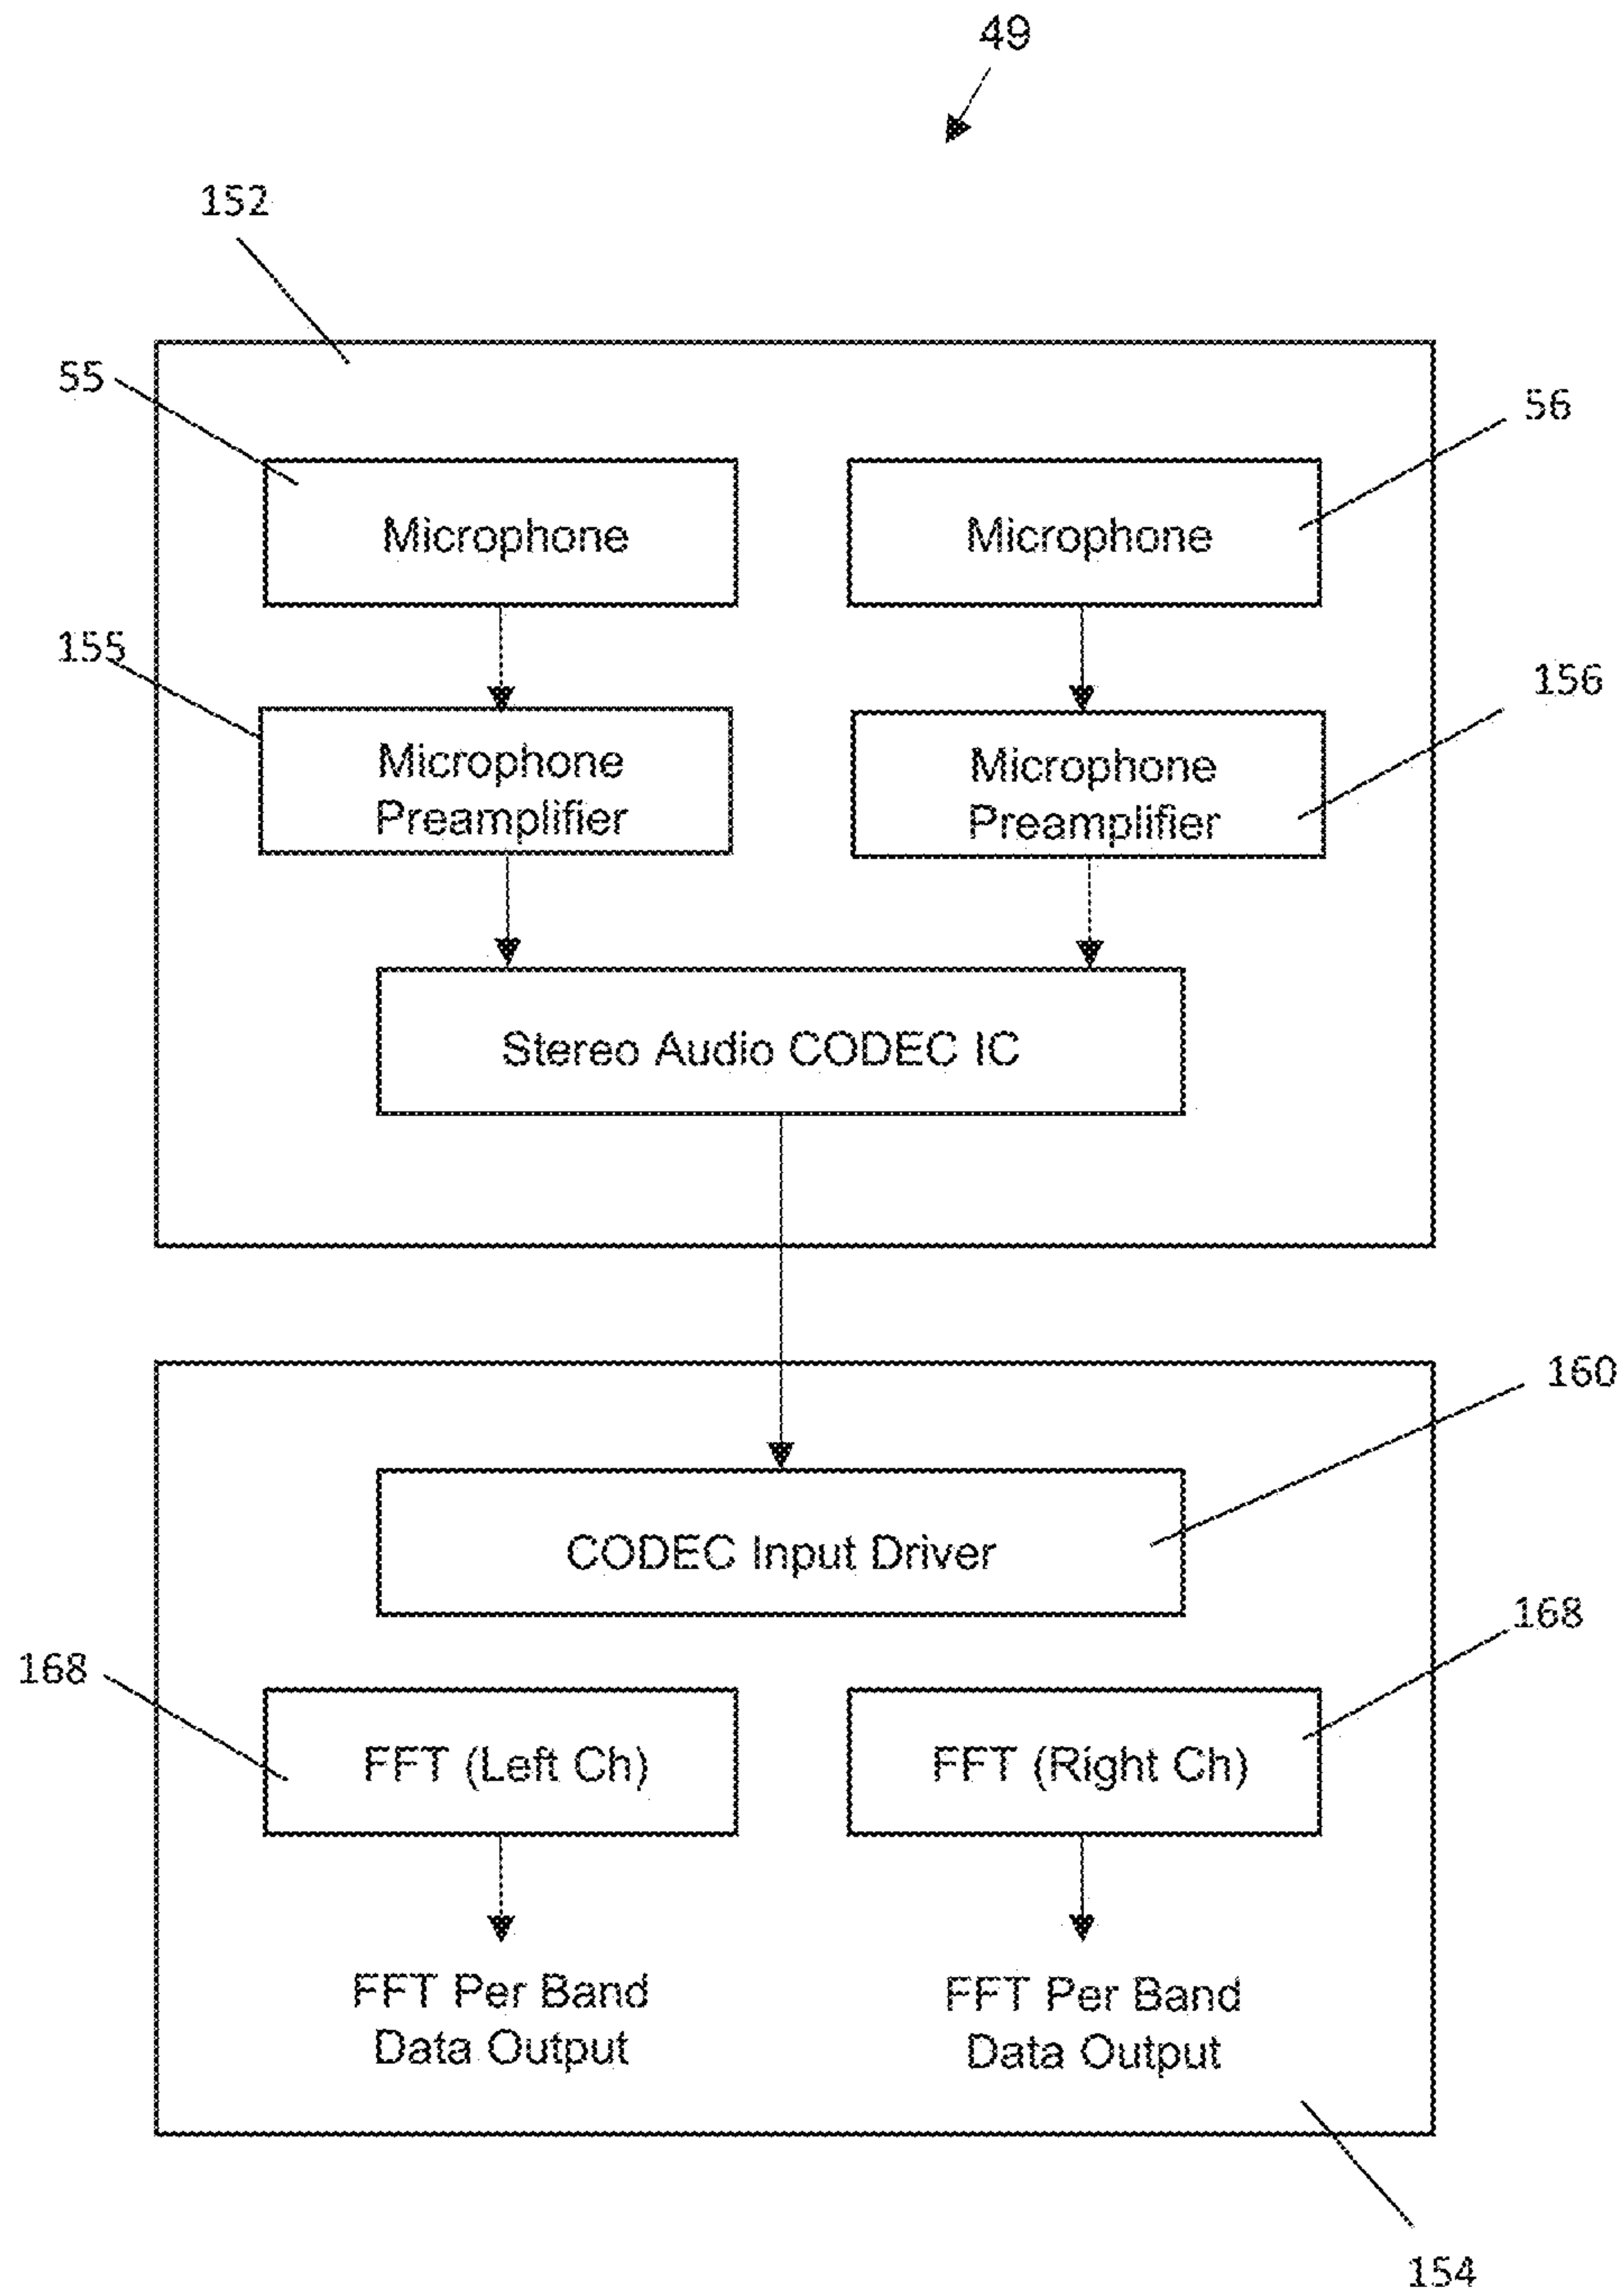 49
152
55
56
Microphone
Microphone
155
156
Microphone
Preamplifier
Microphone
Preamplifier
Stereo Audio CODEC IC
160
CODEC Input Driver
168
168
FFT (Left Ch)
FFT (Right Ch)
FFT Per Band
Data Output
FFT Per Band
Data Output
154